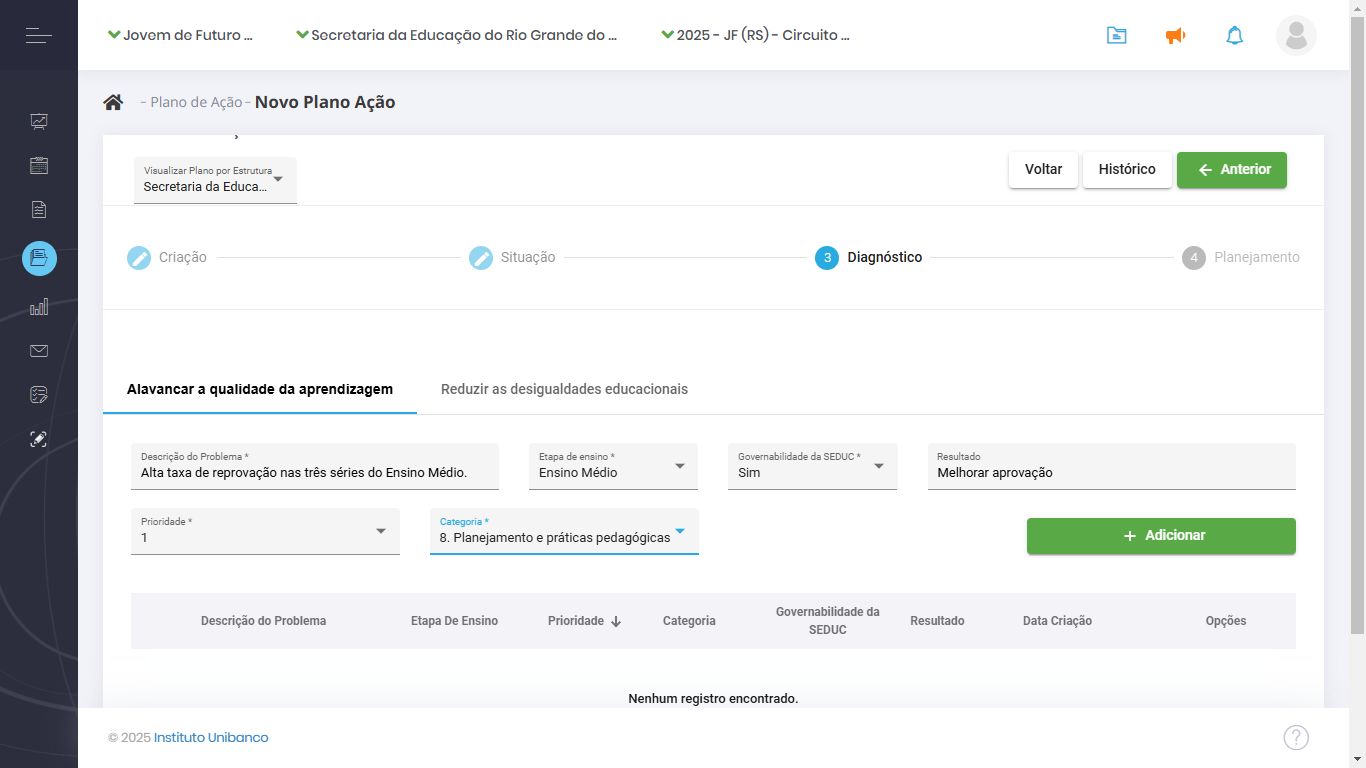 Jovem de Futuro ...
Secretaria da Educação do Rio Grande do ...
2025 - JF (RS) - Circuito ...
- Plano de Ação - Novo Plano Ação
Visualizar Plano por Estrutura
Secretaria da Educa...
Voltar
Histórico
Anterior
Criação
Situação
3 Diagnóstico
4 Planejamento
Alavancar a qualidade da aprendizagem
Reduzir as desigualdades educacionais
Descrição do Problema *
Alta taxa de reprovação nas três séries do Ensino Médio.
Etapa de ensino *
Ensino Médio
Governabilidade da SEDUC *
Sim
Resultado
Melhorar aprovação
Prioridade *
1
Categoria *
8. Planejamento e práticas pedagógicas
+ Adicionar
Descrição do Problema
Etapa De Ensino
Prioridade
Categoria
Governabilidade da
SEDUC
Resultado
Data Criação
Opções
Nenhum registro encontrado.
© 2025 Instituto Unibanco
?